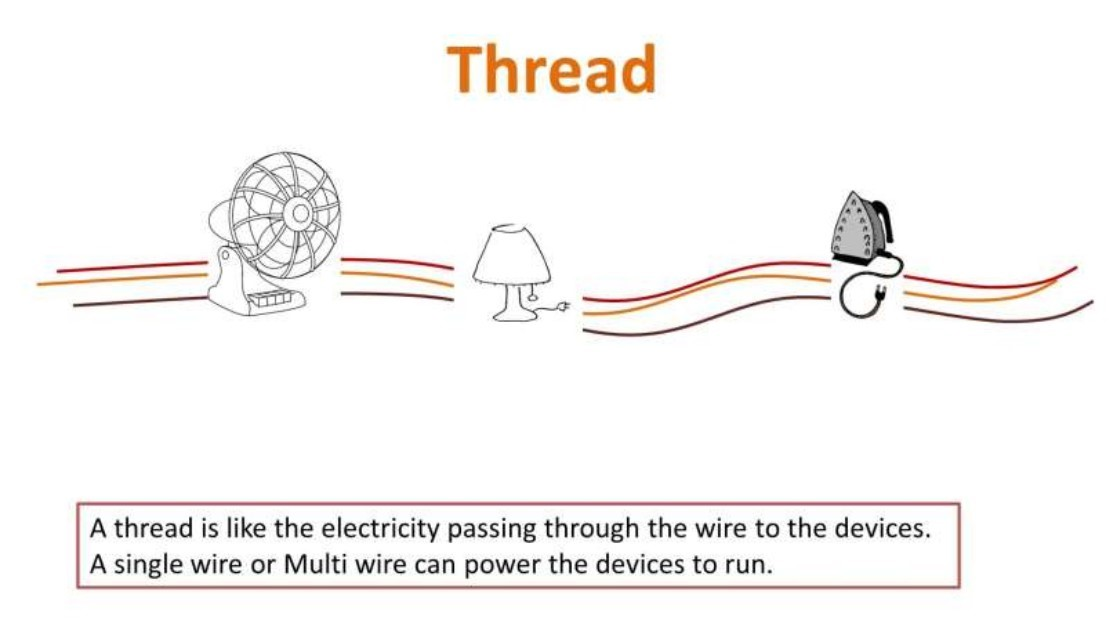 Thread
A thread is like the electricity passing through the wire to the devices.
A single wire or Multi wire can power the devices to run.